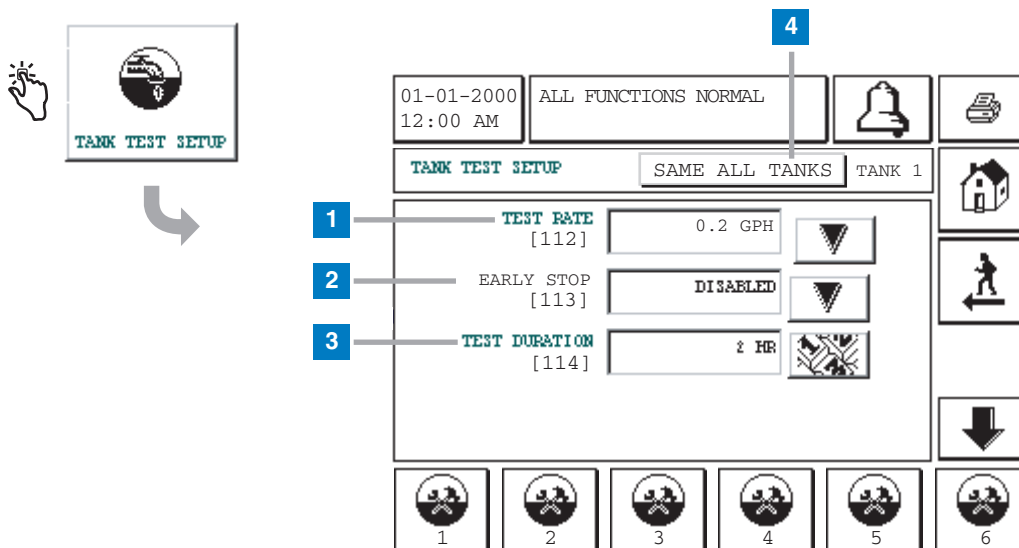 4
TANK TEST SETUP
01-01-2000
12:00 AM
ALL FUNCTIONS NORMAL
TANK TEST SETUP
SAME ALL TANKS
TANK 1
1
TEST RATE
[112]
0.2 GPH
2
EARLY STOP
[113]
DISABLED
3
TEST DURATION
[114]
2 HR
1
2
3
4
5
6